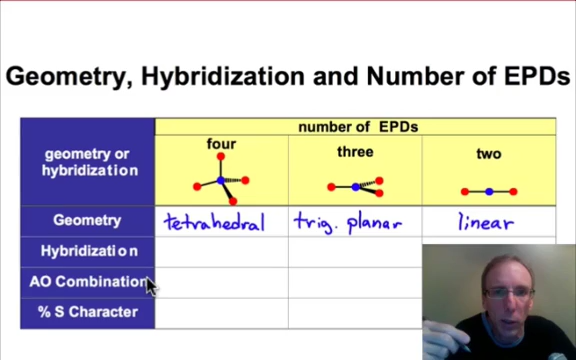 Geometry, Hybridization and Number of EPDs
number of EPDs
geometry or
hybridization
four
three
two
Geometry
tetrahedral
trig. planar
linear
Hybridization
AO Combination
% S Character